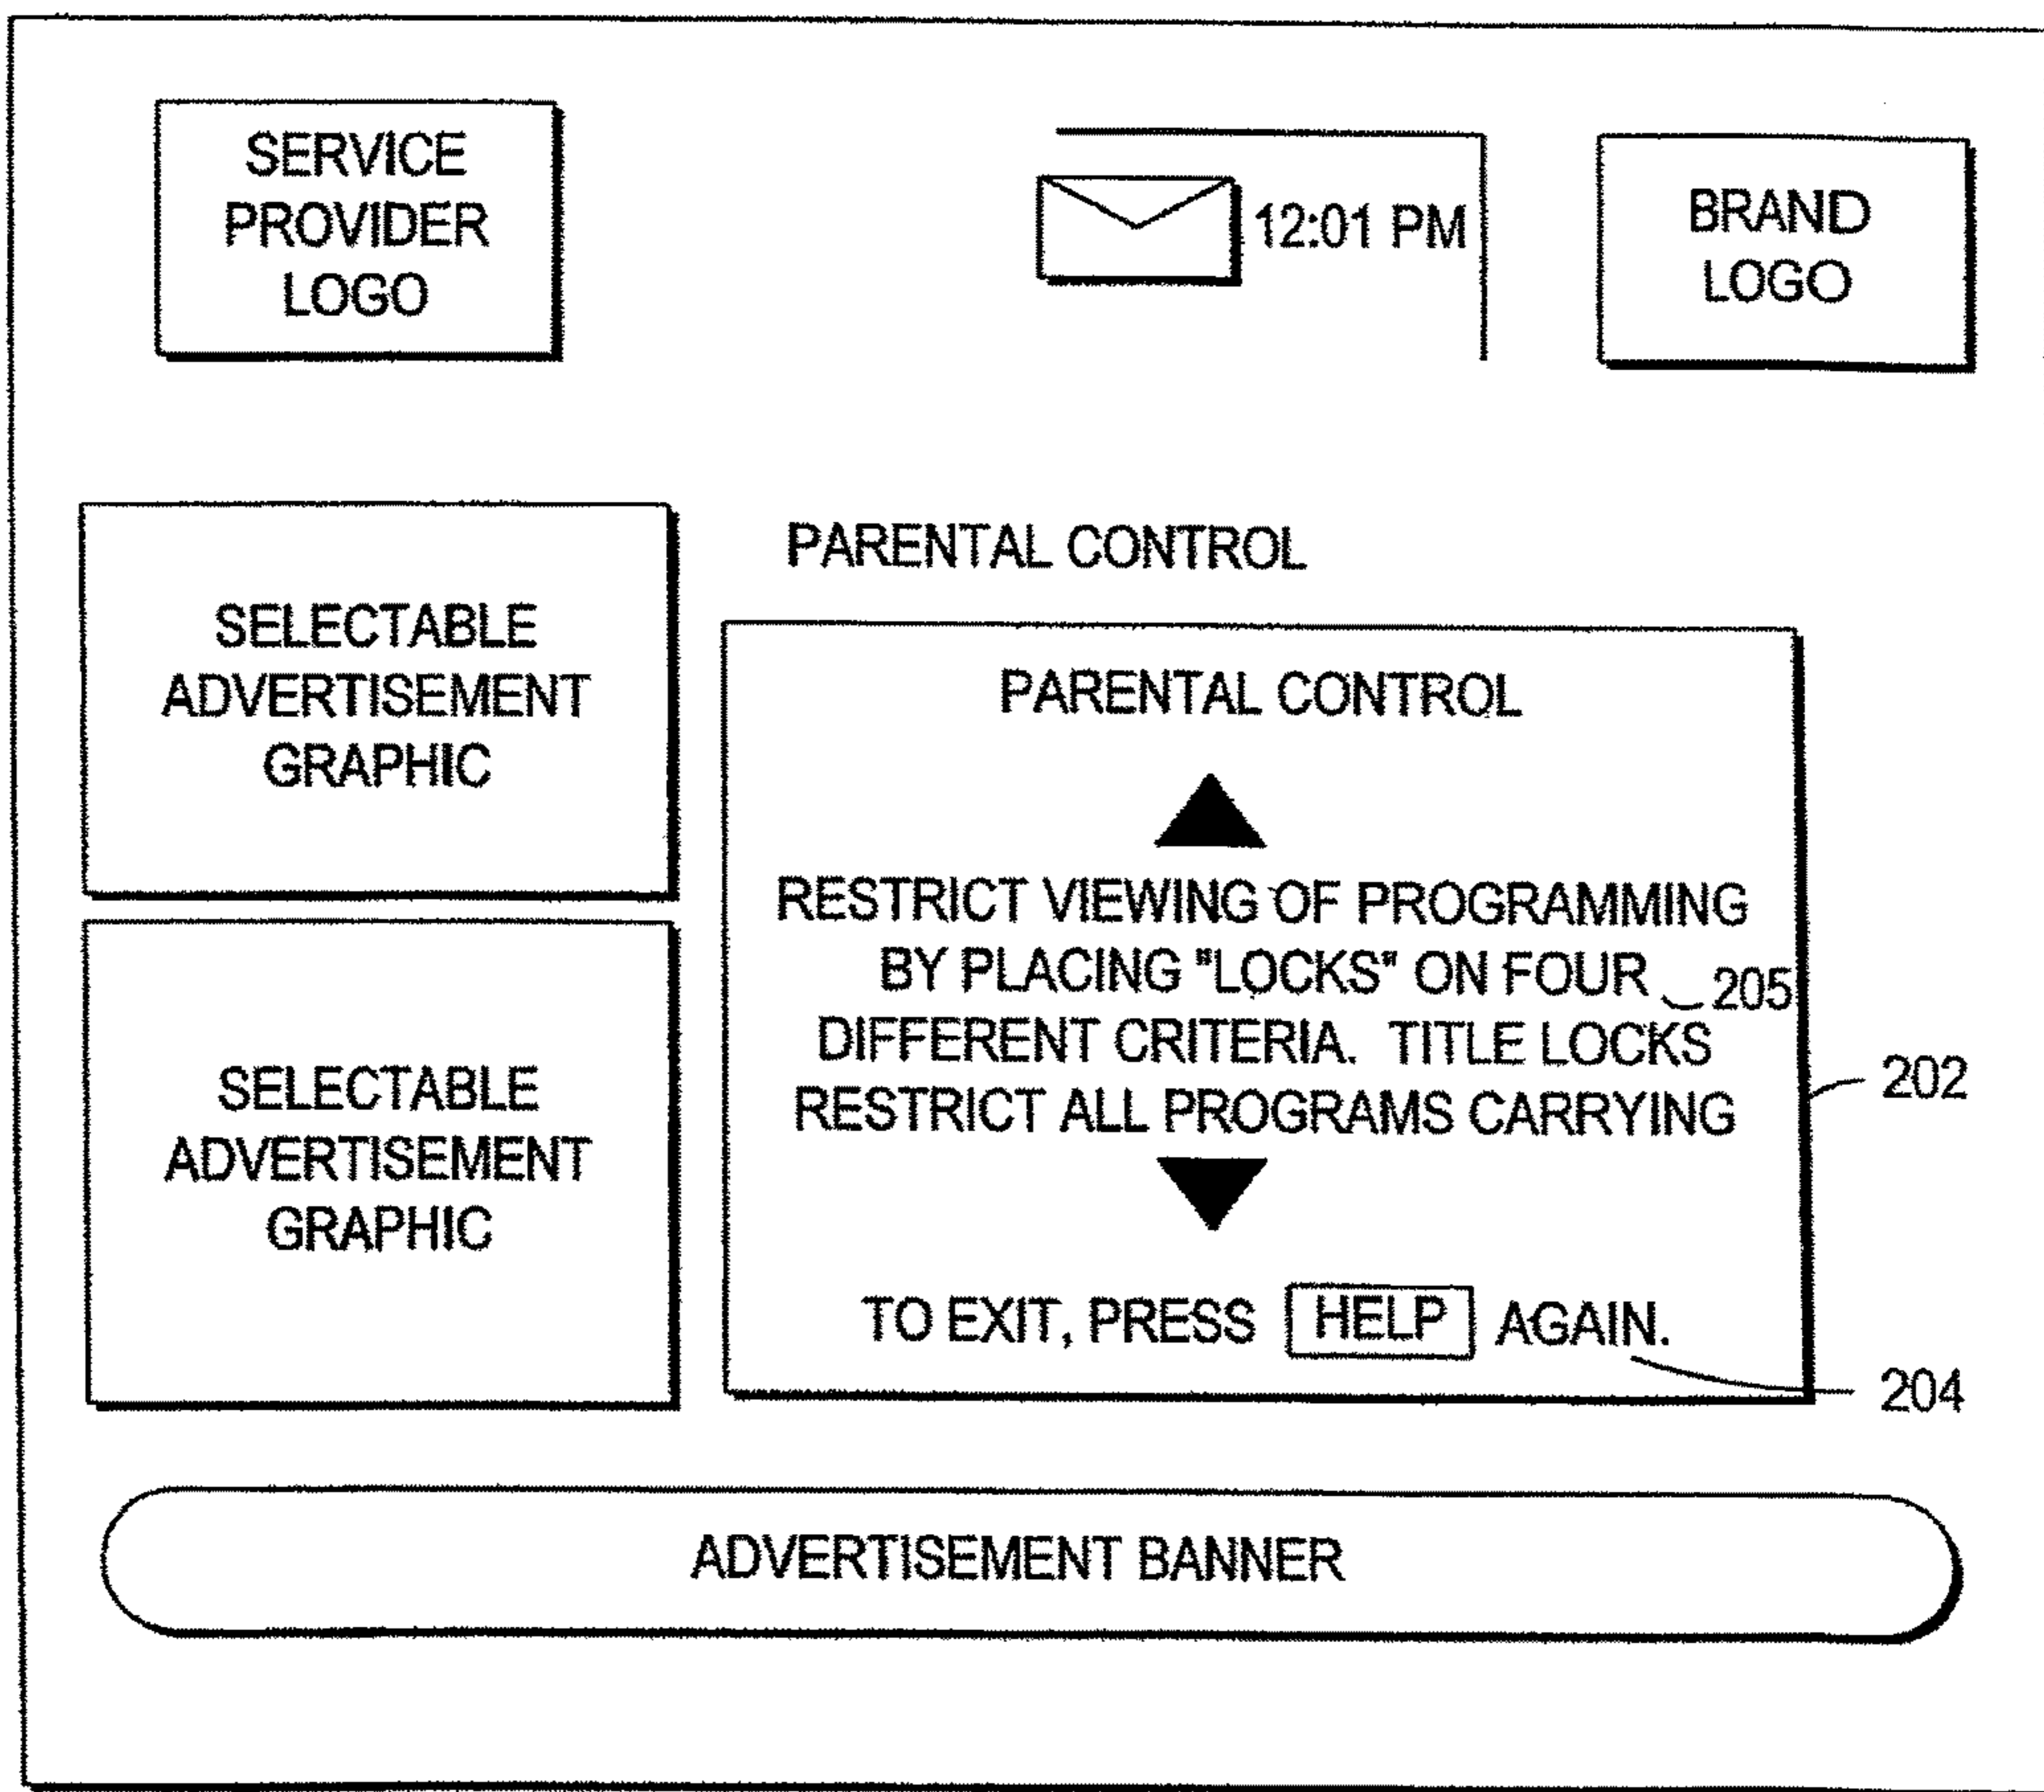 SERVICE
PROVIDER
LOGO
12:01 PM
BRAND
LOGO
SELECTABLE
ADVERTISEMENT
GRAPHIC
SELECTABLE
ADVERTISEMENT
GRAPHIC
PARENTAL CONTROL
PARENTAL CONTROL
RESTRICT VIEWING OF PROGRAMMING
BY PLACING "LOCKS" ON FOUR
205
DIFFERENT CRITERIA. TITLE LOCKS
RESTRICT ALL PROGRAMS CARRYING
202
TO EXIT, PRESS HELP AGAIN.
204
ADVERTISEMENT BANNER